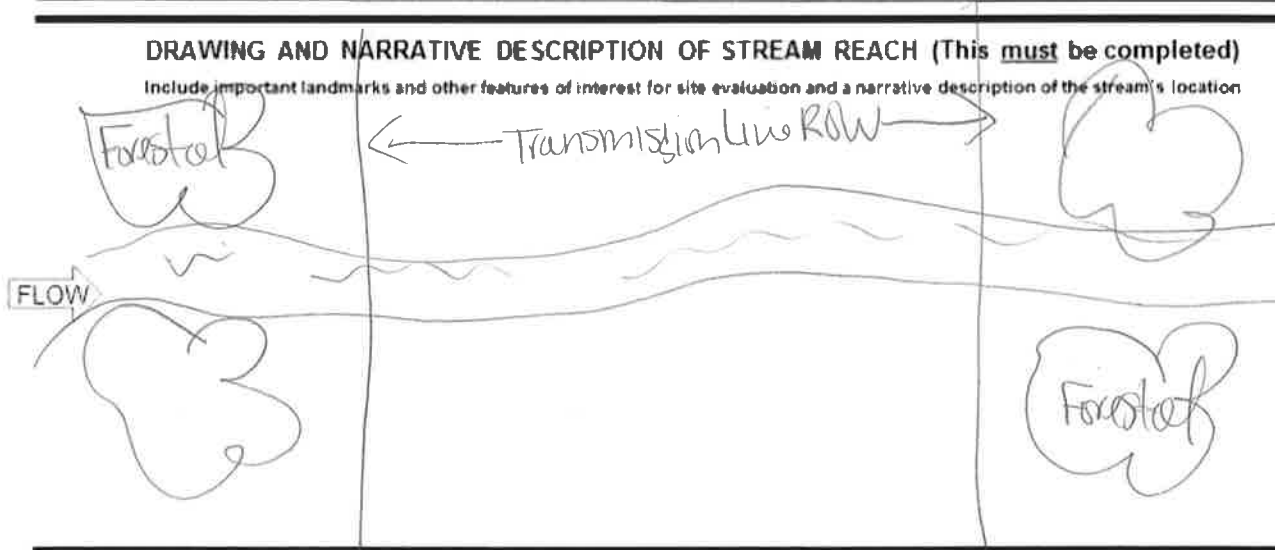 DRAWING AND NARRATIVE DESCRIPTION OF STREAM REACH (This must be completed)
Include important landmarks and other features of interest for site evaluation and a narrative description of the stream's location
Forested
Transmission Line ROW
FLOW
Forested